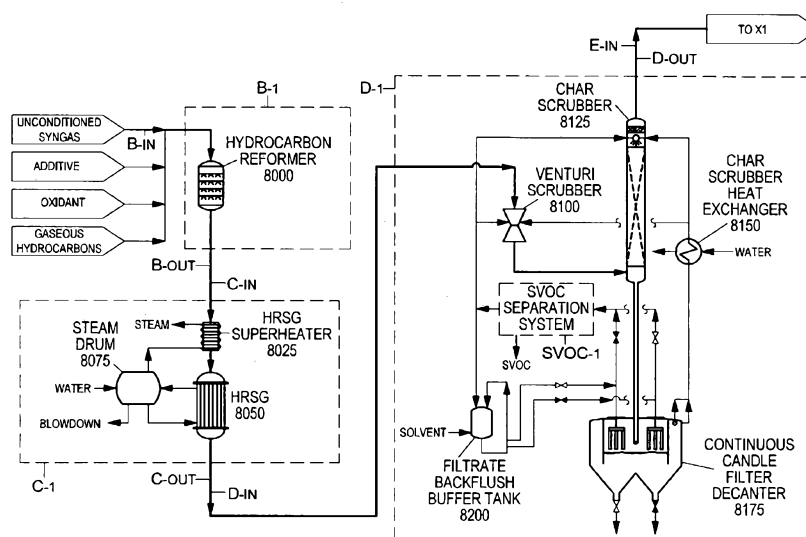 TO X1
E-IN
D-OUT
B-1
D-1
UNCONDITIONED
SYNGAS
B-IN
ADDITIVE
OXIDANT
GASEOUS
HYDROCARBONS
HYDROCARBON
REFORMER
8000
B-OUT
C-IN
CHAR
SCRUBBER
8125
VENTURI
SCRUBBER
8100
CHAR
SCRUBBER
HEAT
EXCHANGER
8150
WATER
STEAM
DRUM
8075
STEAM
HRSG
SUPERHEATER
8025
WATER
HRSG
8050
BLOWDOWN
C-1
C-OUT
D-IN
SVOC
SEPARATION
SYSTEM
SVOC
SVOC-1
SOLVENT
FILTRATE
BACKFLUSH
BUFFER TANK
8200
CONTINUOUS
CANDLE
FILTER
DECANTER
8175